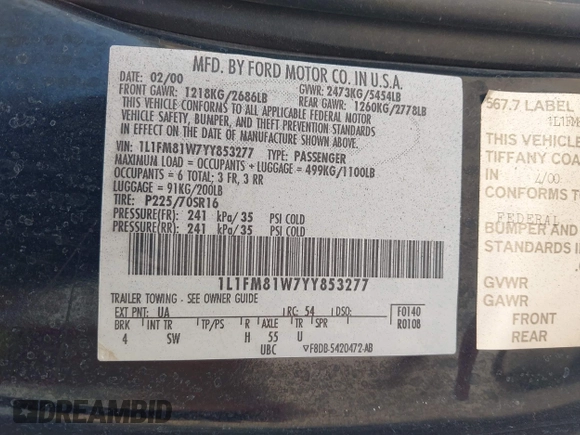 MFD. BY FORD MOTOR CO. IN U.S.A.
DATE: 02/00
GVWR: 2473KG/5454LB
FRONT GAWR: 1218KG/2686LB
REAR GAWR: 1260KG/2778LB
THIS VEHICLE CONFORMS TO ALL APPLICABLE FEDERAL MOTOR
VEHICLE SAFETY, BUMPER, AND THEFT PREVENTION STANDARDS IN
EFFECT ON THE DATE OF MANUFACTURE SHOWN ABOVE.
VIN: 1L1FM81W7YY853277 TYPE: PASSENGER
MAXIMUM LOAD = OCCUPANTS + LUGGAGE = 499KG/1100LB
OCCUPANTS = 6 TOTAL; 3 FR, 3 RR
LUGGAGE = 91KG/200LB
TIRE: P225/70SR16
PRESSURE(FR): 241 kPa/35 PSI COLD
PRESSURE(RR): 241 kPa/35 PSI COLD
1L1FM81W7YY853277
TRAILER TOWING - SEE OWNER GUIDE
EXT PNT: UA RC: 54 DSO: F0140
BRK INT TR TP/PS R AXLE TR SPR R0108
4 SW H 55 U
UBC F8DB-5420472-AB
567.7 LABEL
1L1FM
THIS VEHICLE
TIFFANY COA
IN 4/00
CONFORMS TO
FEDERAL
BUMPER AND
STANDARDS IN
GVWR
GAWR
FRONT
REAR
DREAMBID